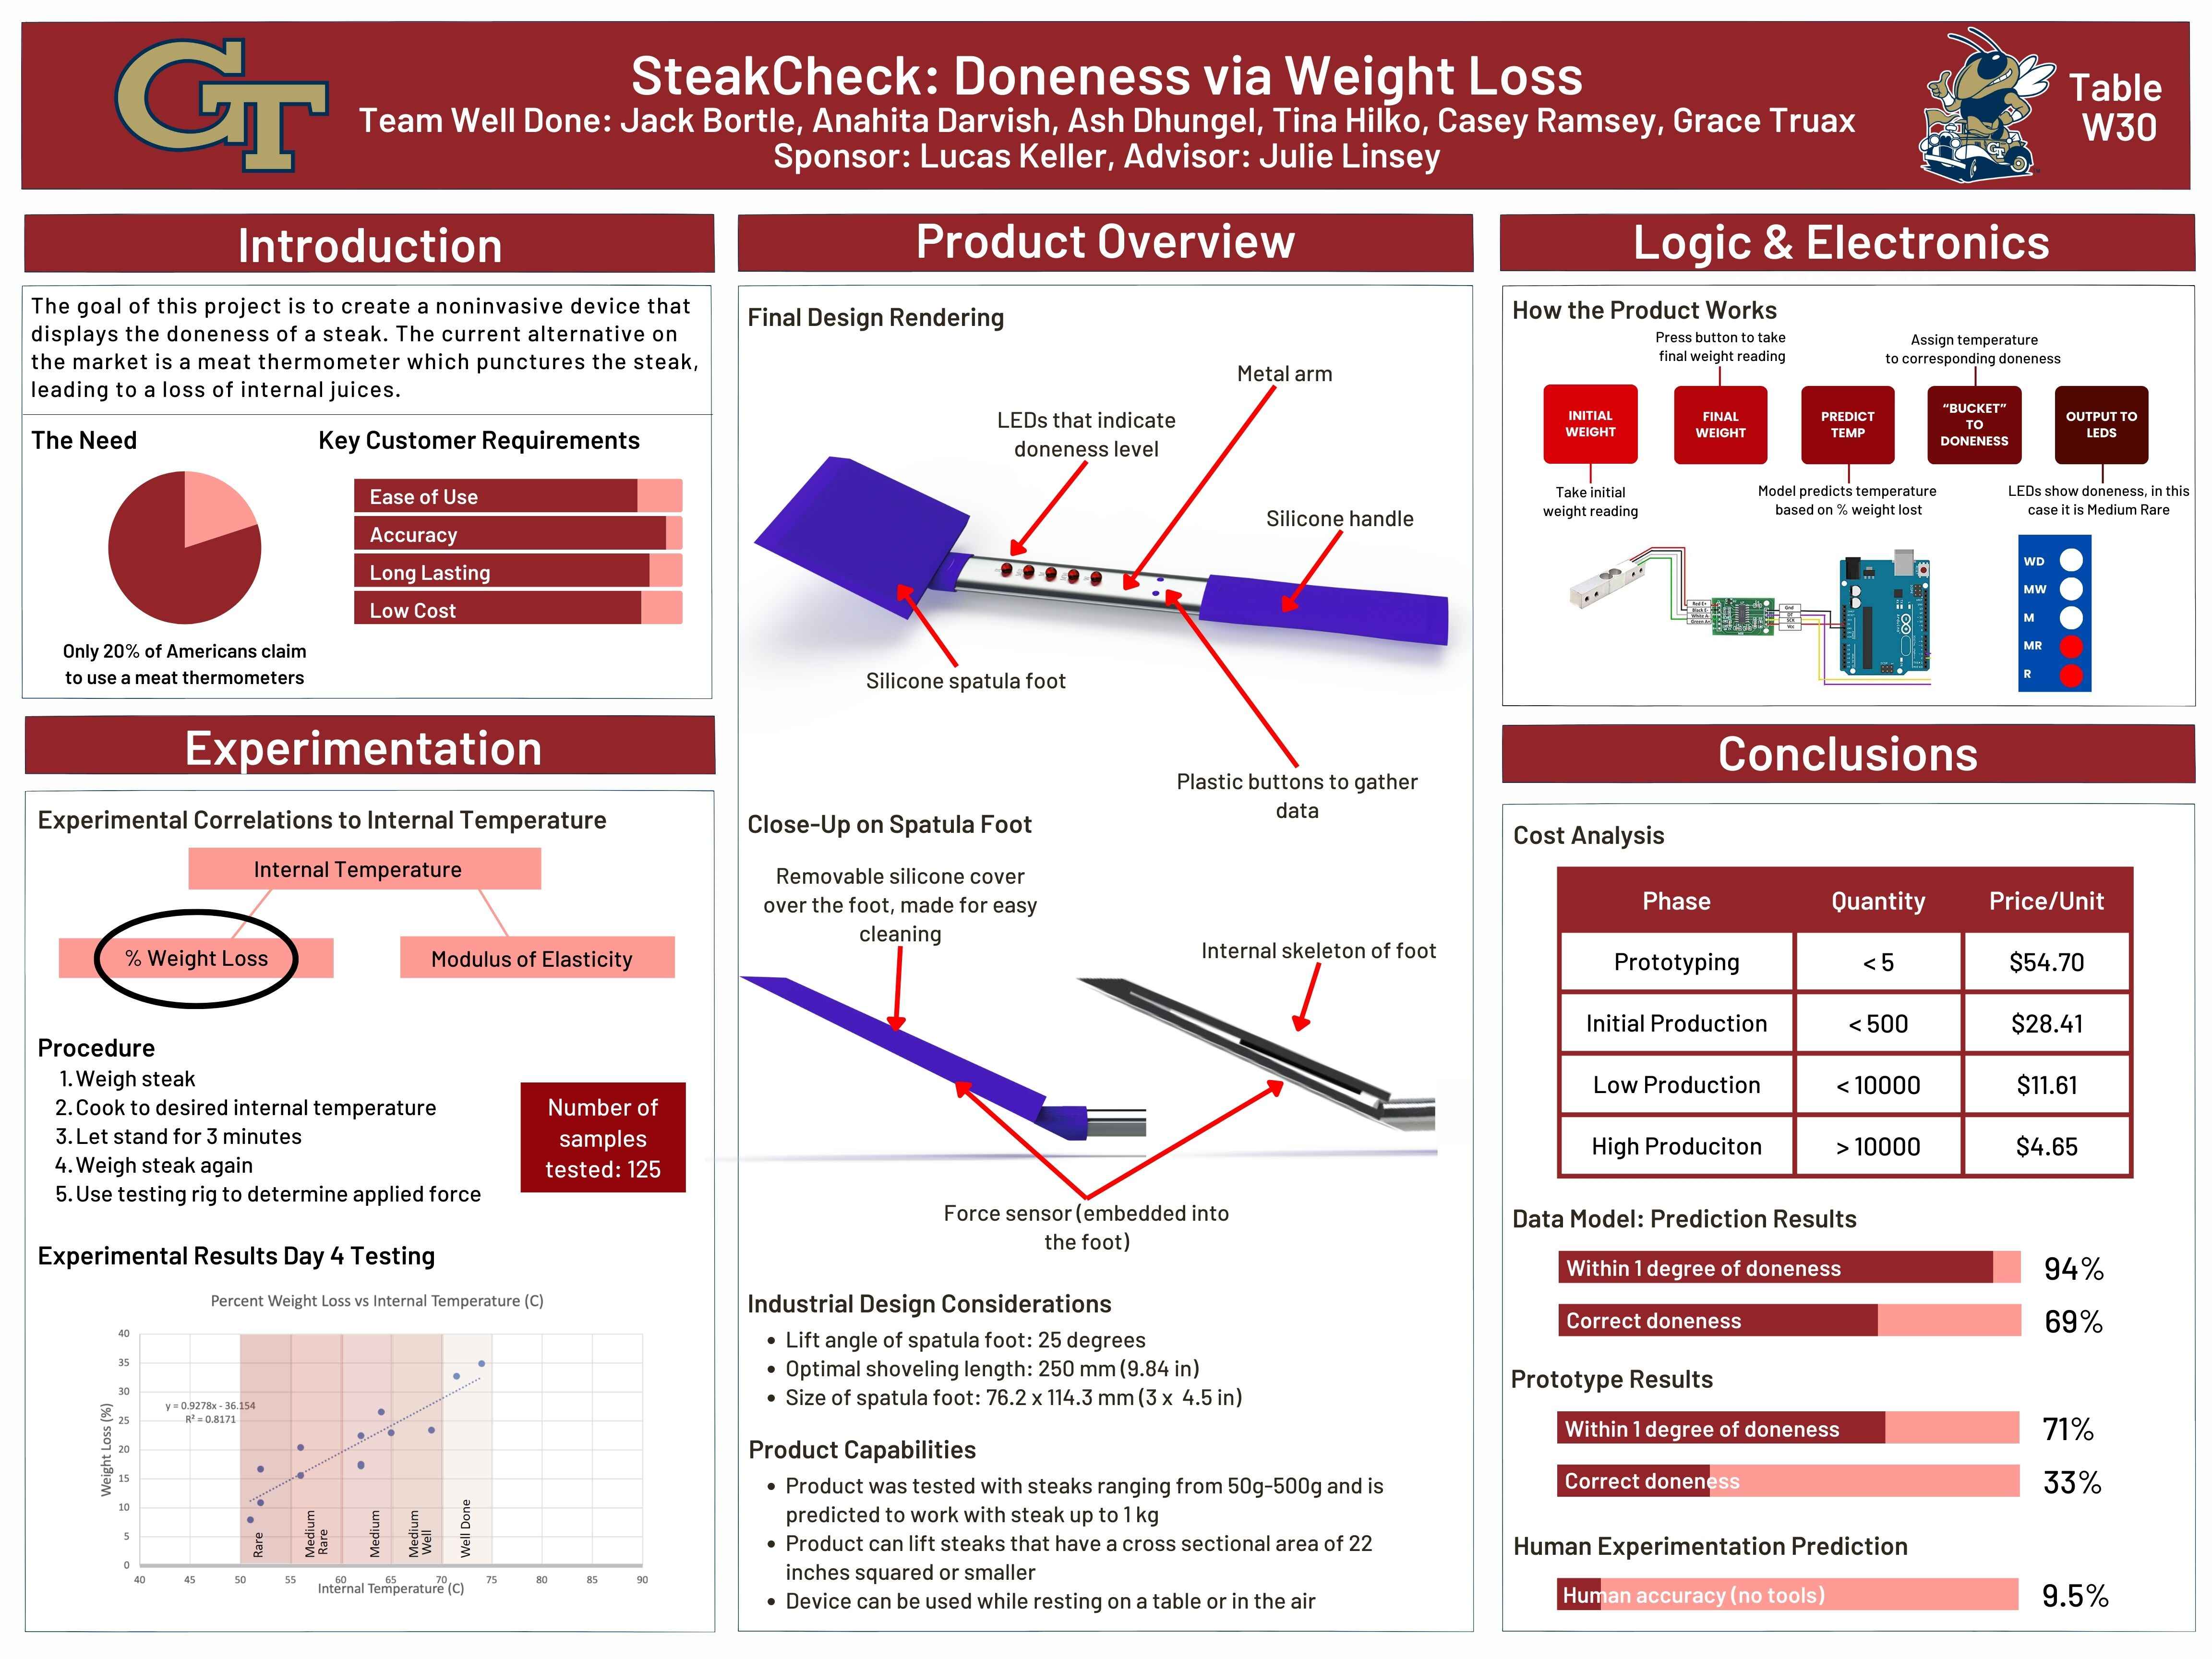 GT
SteakCheck: Doneness via Weight Loss
Team Well Done: Jack Bortle, Anahita Darvish, Ash Dhungel, Tina Hilko, Casey Ramsey, Grace Truax
Sponsor: Lucas Keller, Advisor: Julie Linsey
GT
Table
W30
Introduction
The goal of this project is to create a noninvasive device that
displays the doneness of a steak. The current alternative on
the market is a meat thermometer which punctures the steak,
leading to a loss of internal juices.
The Need
Only 20% of Americans claim
to use a meat thermometers
Key Customer Requirements
Ease of Use
Accuracy
Long Lasting
Low Cost
Experimentation
Experimental Correlations to Internal Temperature
Internal Temperature
% Weight Loss
Modulus of Elasticity
Procedure
1. Weigh steak
2. Cook to desired internal temperature
3. Let stand for 3 minutes
4. Weigh steak again
5. Use testing rig to determine applied force
Number of
samples
tested: 125
Experimental Results Day 4 Testing
Percent Weight Loss vs Internal Temperature (C)
Weight Loss (%)
40
35
30
25
20
15
10
5
0
y = 0.9278x - 36.154
R² = 0.8171
Rare
Medium
Rare
Medium
Medium
Well
Well Done
40 45 50 55 60 65 70 75 80 85 90
Internal Temperature (C)
Product Overview
Final Design Rendering
Metal arm
LEDs that indicate
doneness level
Silicone handle
Silicone spatula foot
Plastic buttons to gather
data
Close-Up on Spatula Foot
Removable silicone cover
over the foot, made for easy
cleaning
Internal skeleton of foot
Force sensor (embedded into
the foot)
Industrial Design Considerations
• Lift angle of spatula foot: 25 degrees
• Optimal shoveling length: 250 mm (9.84 in)
• Size of spatula foot: 76.2 x 114.3 mm (3 x 4.5 in)
Product Capabilities
• Product was tested with steaks ranging from 50g-500g and is
predicted to work with steak up to 1 kg
• Product can lift steaks that have a cross sectional area of 22
inches squared or smaller
• Device can be used while resting on a table or in the air
Logic & Electronics
How the Product Works
Press button to take
final weight reading
Assign temperature
to corresponding doneness
INITIAL
WEIGHT
FINAL
WEIGHT
PREDICT
TEMP
“BUCKET”
TO
DONENESS
OUTPUT TO
LEDS
Take initial
weight reading
Model predicts temperature
based on % weight lost
LEDs show doneness, in this
case it is Medium Rare
Red E+
Black E-
White A-
Green A+
Gnd
DT
SCK
Vcc
WD
MW
M
MR
R
Conclusions
Cost Analysis
Phase Quantity Price/Unit
Prototyping < 5 $54.70
Initial Production < 500 $28.41
Low Production < 10000 $11.61
High Produciton > 10000 $4.65
Data Model: Prediction Results
Within 1 degree of doneness 94%
Correct doneness 69%
Prototype Results
Within 1 degree of doneness 71%
Correct doneness 33%
Human Experimentation Prediction
Human accuracy (no tools) 9.5%